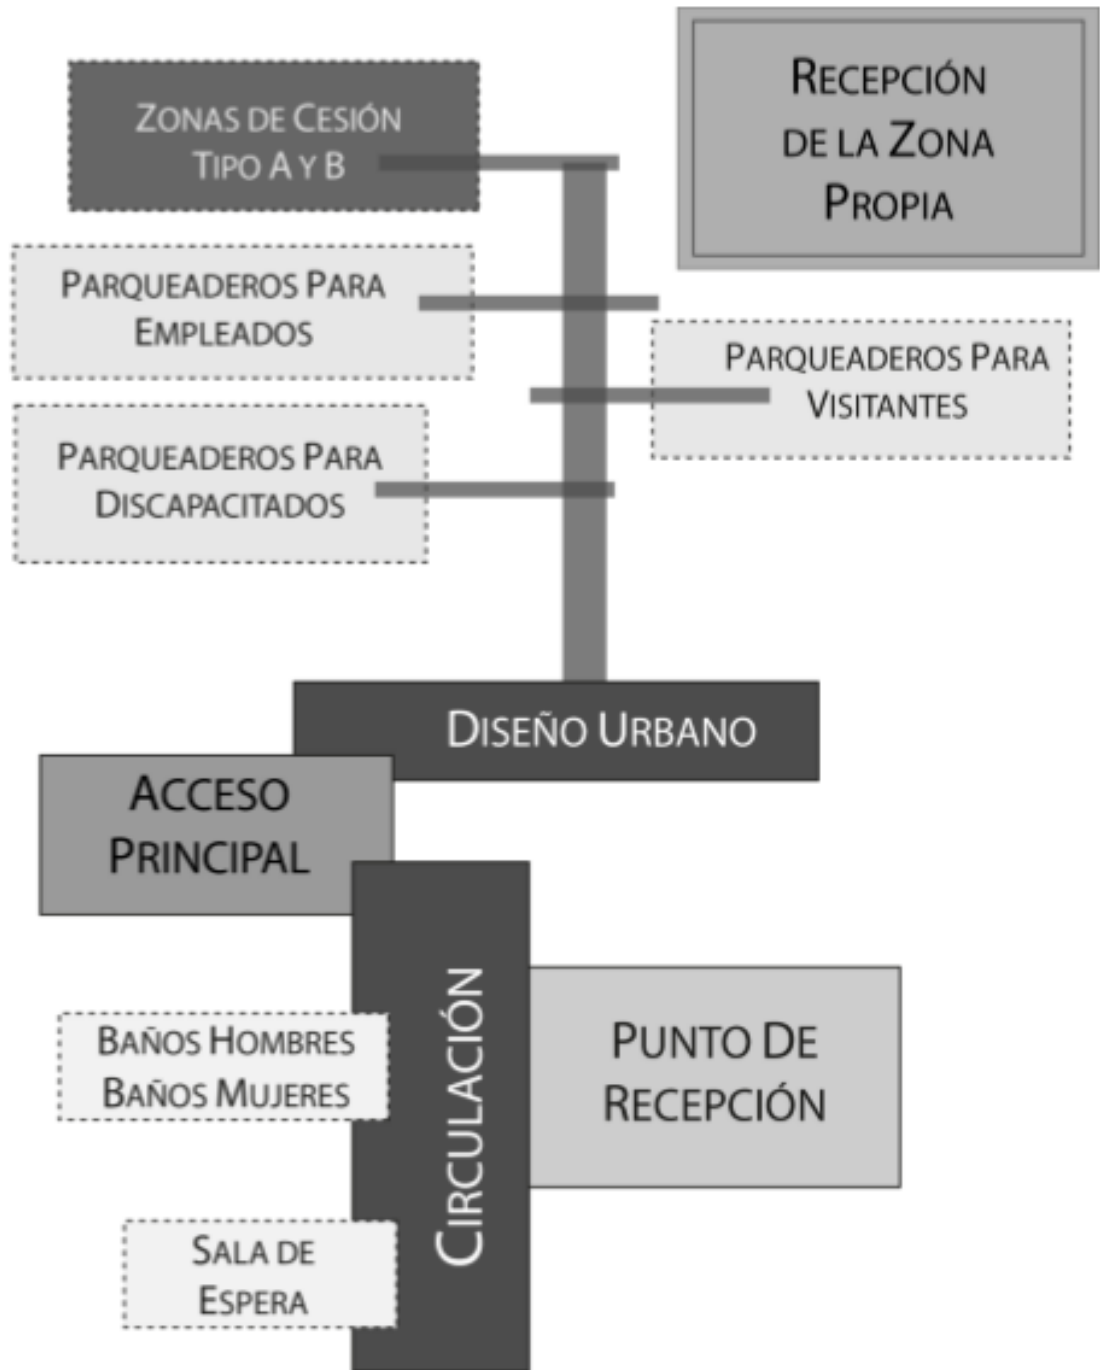 RECEPCIÓN
DE LA ZONA
PROPIA
ZONAS DE CESIÓN
TIPO A Y B
PARQUEADEROS PARA
EMPLEADOS
PARQUEADEROS PARA
VISITANTES
PARQUEADEROS PARA
DISCAPACITADOS
DISEÑO URBANO
ACCESO
PRINCIPAL
CIRCULACIÓN
PUNTO DE
RECEPCIÓN
BAÑOS HOMBRES
BAÑOS MUJERES
SALA DE
ESPERA